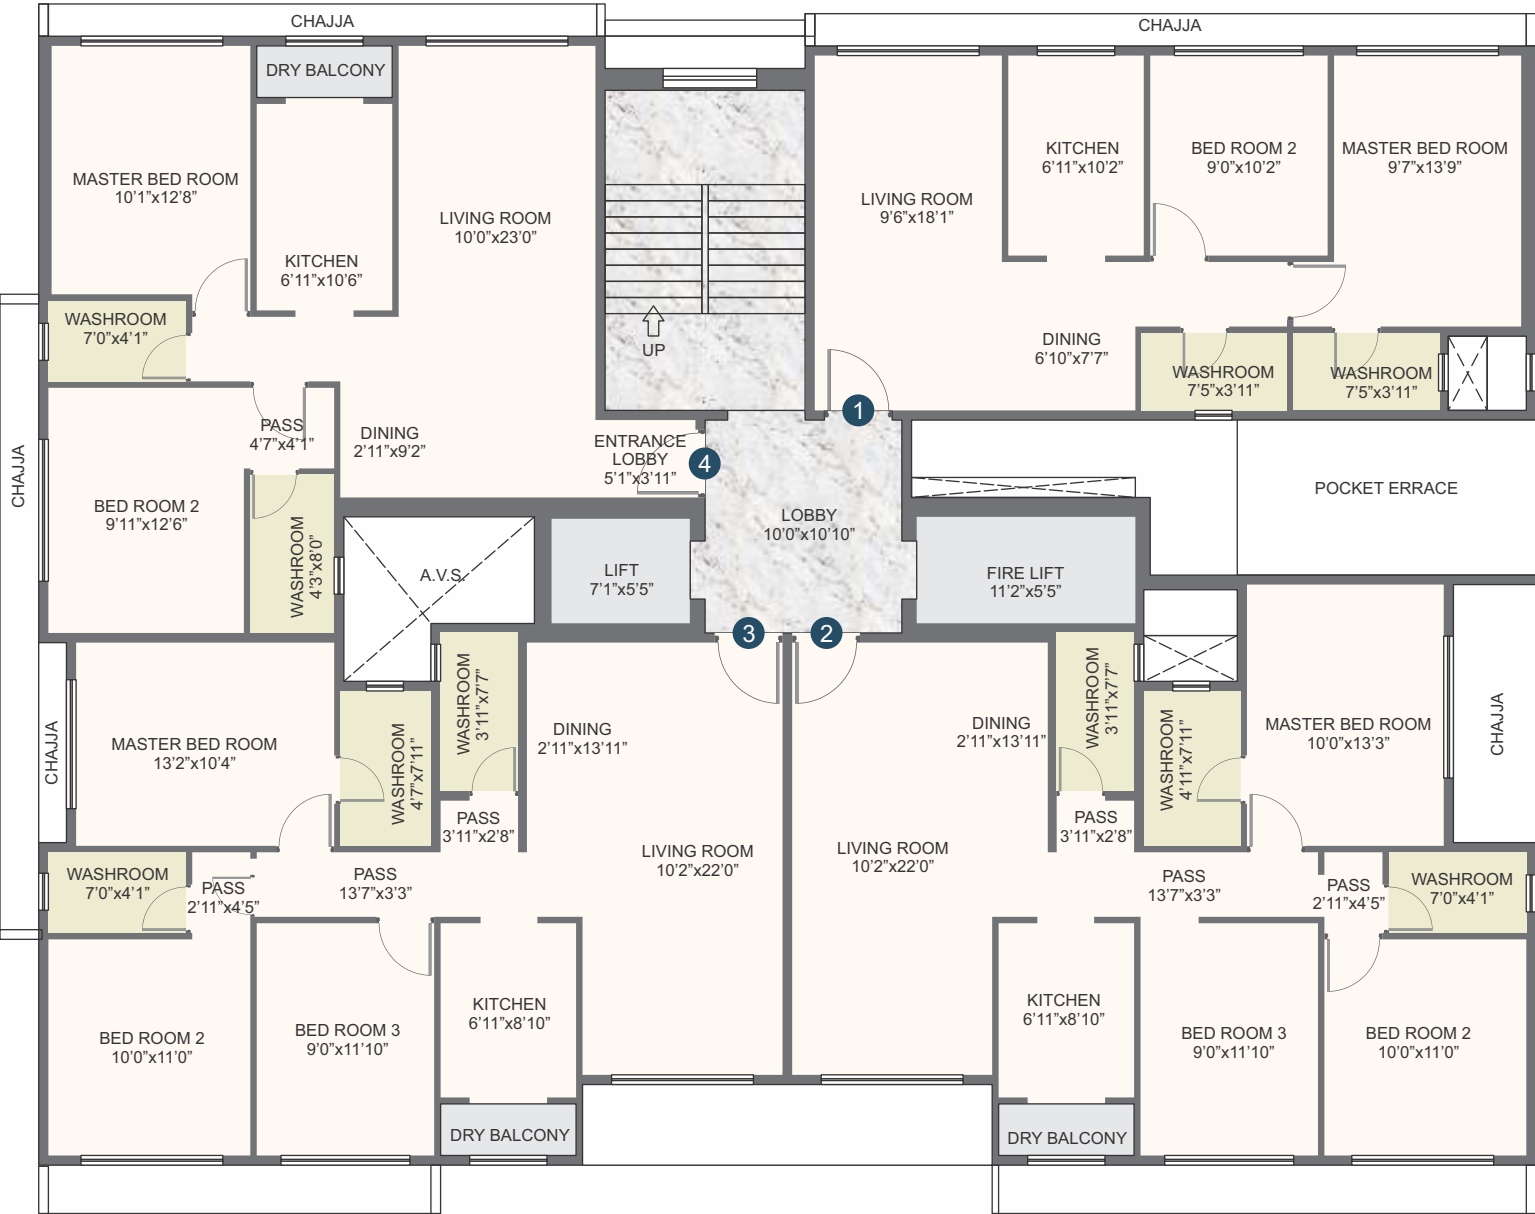 CHAJJA
CHAJJA
DRY BALCONY
MASTER BED ROOM
10’1”x12’8”
KITCHEN
6’11”x10’6”
LIVING ROOM
10’0”x23’0”
LIVING ROOM
9’6”x18’1”
KITCHEN
6’11”x10’2”
BED ROOM 2
9’0”x10’2”
MASTER BED ROOM
9’7”x13’9”
WASHROOM
7’0”x4’1”
UP
DINING
6’10”x7’7”
WASHROOM
7’5”x3’11”
WASHROOM
7’5”x3’11”
CHAJJA
PASS
4’7”x4’1”
DINING
2’11”x9’2”
ENTRANCE
LOBBY
5’1”x3’11”
4
1
BED ROOM 2
9’11”x12’6”
WASHROOM
4’3”x8’0”
A.V.S.
LIFT
7’1”x5’5”
LOBBY
10’0”x10’10”
FIRE LIFT
11’2”x5’5”
POCKET ERRACE
3
2
CHAJJA
MASTER BED ROOM
13’2”x10’4”
WASHROOM
4’7”x7’11”
WASHROOM
3’11”x7’7”
DINING
2’11”x13’11”
DINING
2’11”x13’11”
WASHROOM
3’11”x7’7”
WASHROOM
4’11”x7’11”
MASTER BED ROOM
10’0”x13’3”
CHAJJA
PASS
3’11”x2’8”
LIVING ROOM
10’2”x22’0”
LIVING ROOM
10’2”x22’0”
PASS
3’11”x2’8”
WASHROOM
7’0”x4’1”
PASS
2’11”x4’5”
PASS
13’7”x3’3”
PASS
13’7”x3’3”
PASS
2’11”x4’5”
WASHROOM
7’0”x4’1”
BED ROOM 2
10’0”x11’0”
BED ROOM 3
9’0”x11’10”
KITCHEN
6’11”x8’10”
KITCHEN
6’11”x8’10”
BED ROOM 3
9’0”x11’10”
BED ROOM 2
10’0”x11’0”
DRY BALCONY
DRY BALCONY